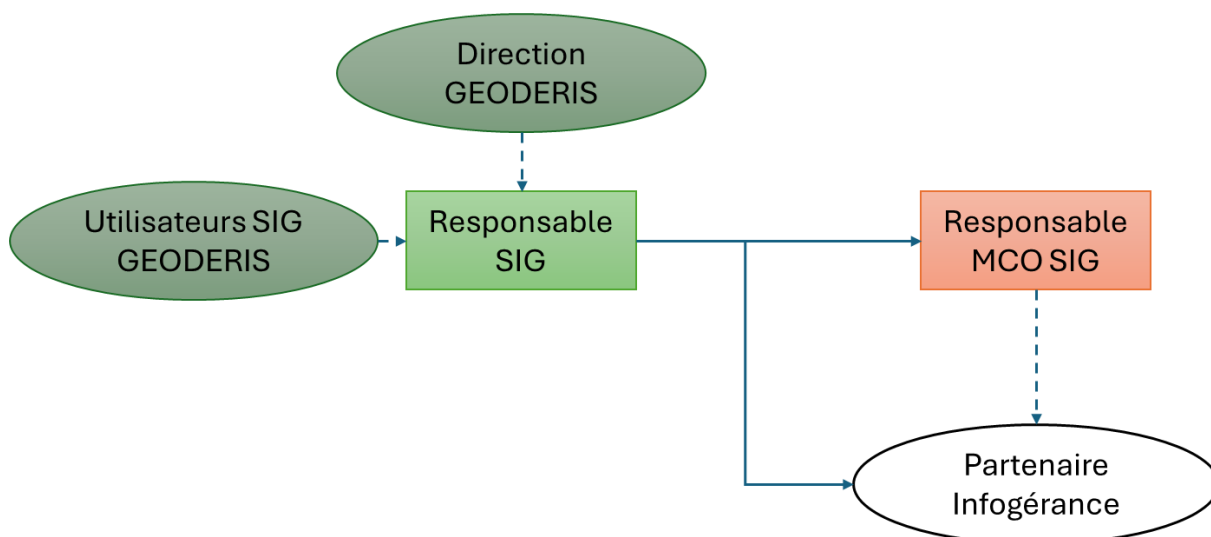 Direction
GEODERIS
Utilisateurs SIG
GEODERIS
Responsable
SIG
Responsable
MCO SIG
Partenaire
Infogérance